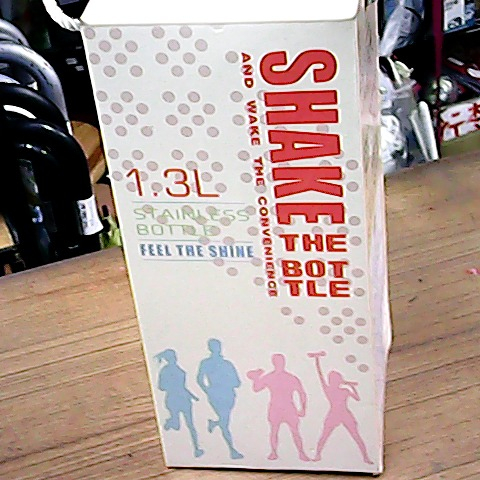 SHAKE
THE
BOT
TLE
AND WAKE THE CONVENIENCE
1.3L
STAINLESS
BOTTLE
FEEL THE SHINE